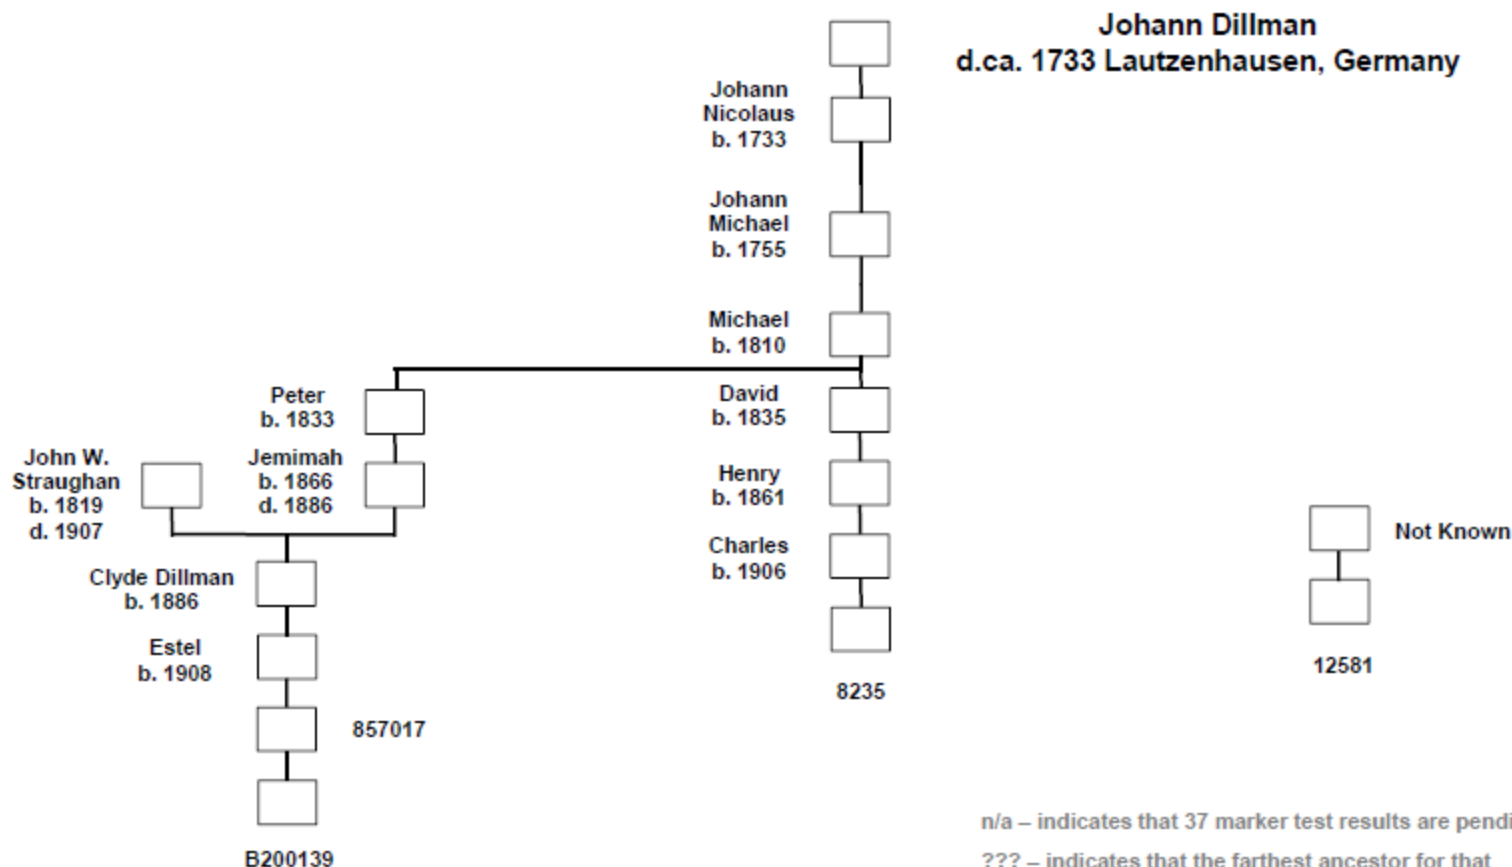 Johann Dillman
d.ca. 1733 Lautzenhausen, Germany
Johann
Nicolaus
b. 1733
Johann
Michael
b. 1755
Michael
b. 1810
Peter
b. 1833
David
b. 1835
John W.
Straughan
b. 1819
d. 1907
Jemimah
b. 1866
d. 1886
Henry
b. 1861
Not Known
Charles
b. 1906
Clyde Dillman
b. 1886
Estel
b. 1908
12581
8235
857017
B200139
n/a – indicates that 37 marker test results are pendi
??? – indicates that the farthest ancestor for that